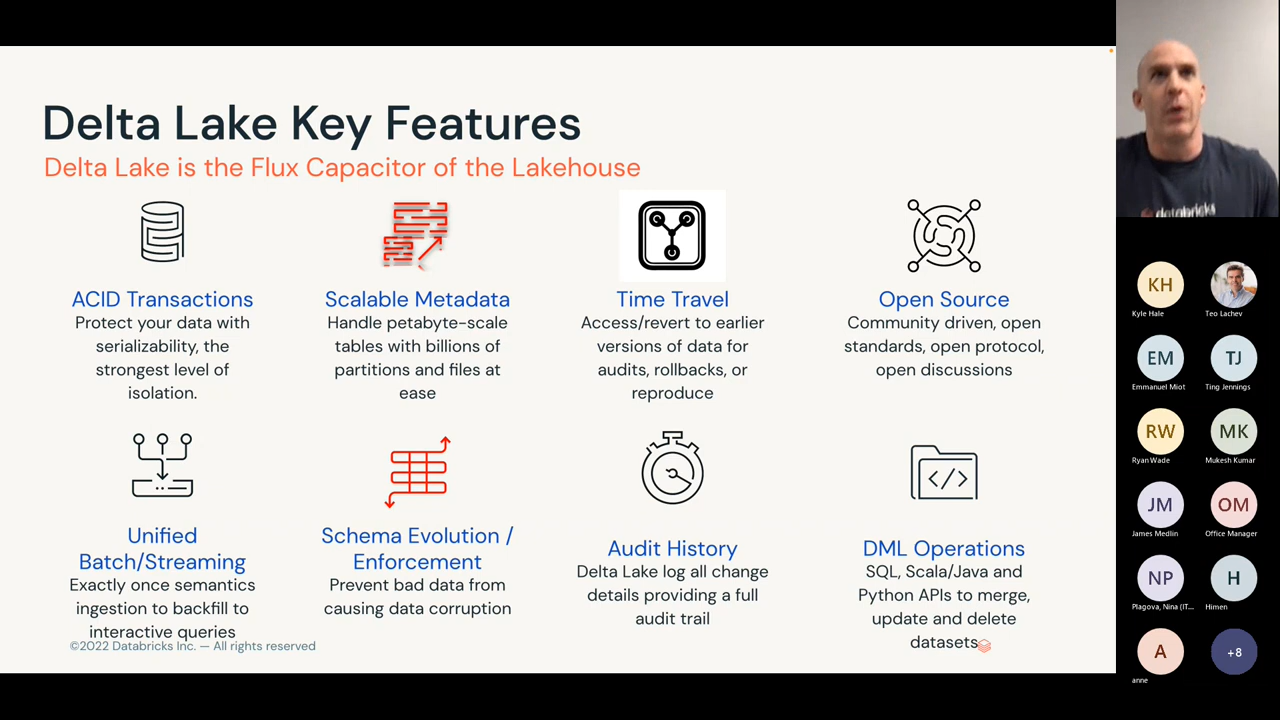 Delta Lake Key Features
Delta Lake is the Flux Capacitor of the Lakehouse
ACID Transactions
Protect your data with
serializability, the
strongest level of
isolation.
Scalable Metadata
Handle petabyte-scale
tables with billions of
partitions and files at
ease
Time Travel
Access/revert to earlier
versions of data for
audits, rollbacks, or
reproduce
Open Source
Community driven, open
standards, open protocol,
open discussions
Unified
Batch/Streaming
Exactly once semantics
ingestion to backfill to
interactive queries
Schema Evolution /
Enforcement
Prevent bad data from
causing data corruption
Audit History
Delta Lake log all change
details providing a full
audit trail
DML Operations
SQL, Scala/Java and
Python APIs to merge,
update and delete
datasets
©2022 Databricks Inc. — All rights reserved
databricks
KH
Kyle Hale
Teo Lachev
EM
Emmanuel Miot
TJ
Ting Jennings
RW
Ryan Wade
MK
Mukesh Kumar
JM
James Medlin
OM
Office Manager
NP
Plagova, Nina (IT...
H
Himen
A
anne
+8